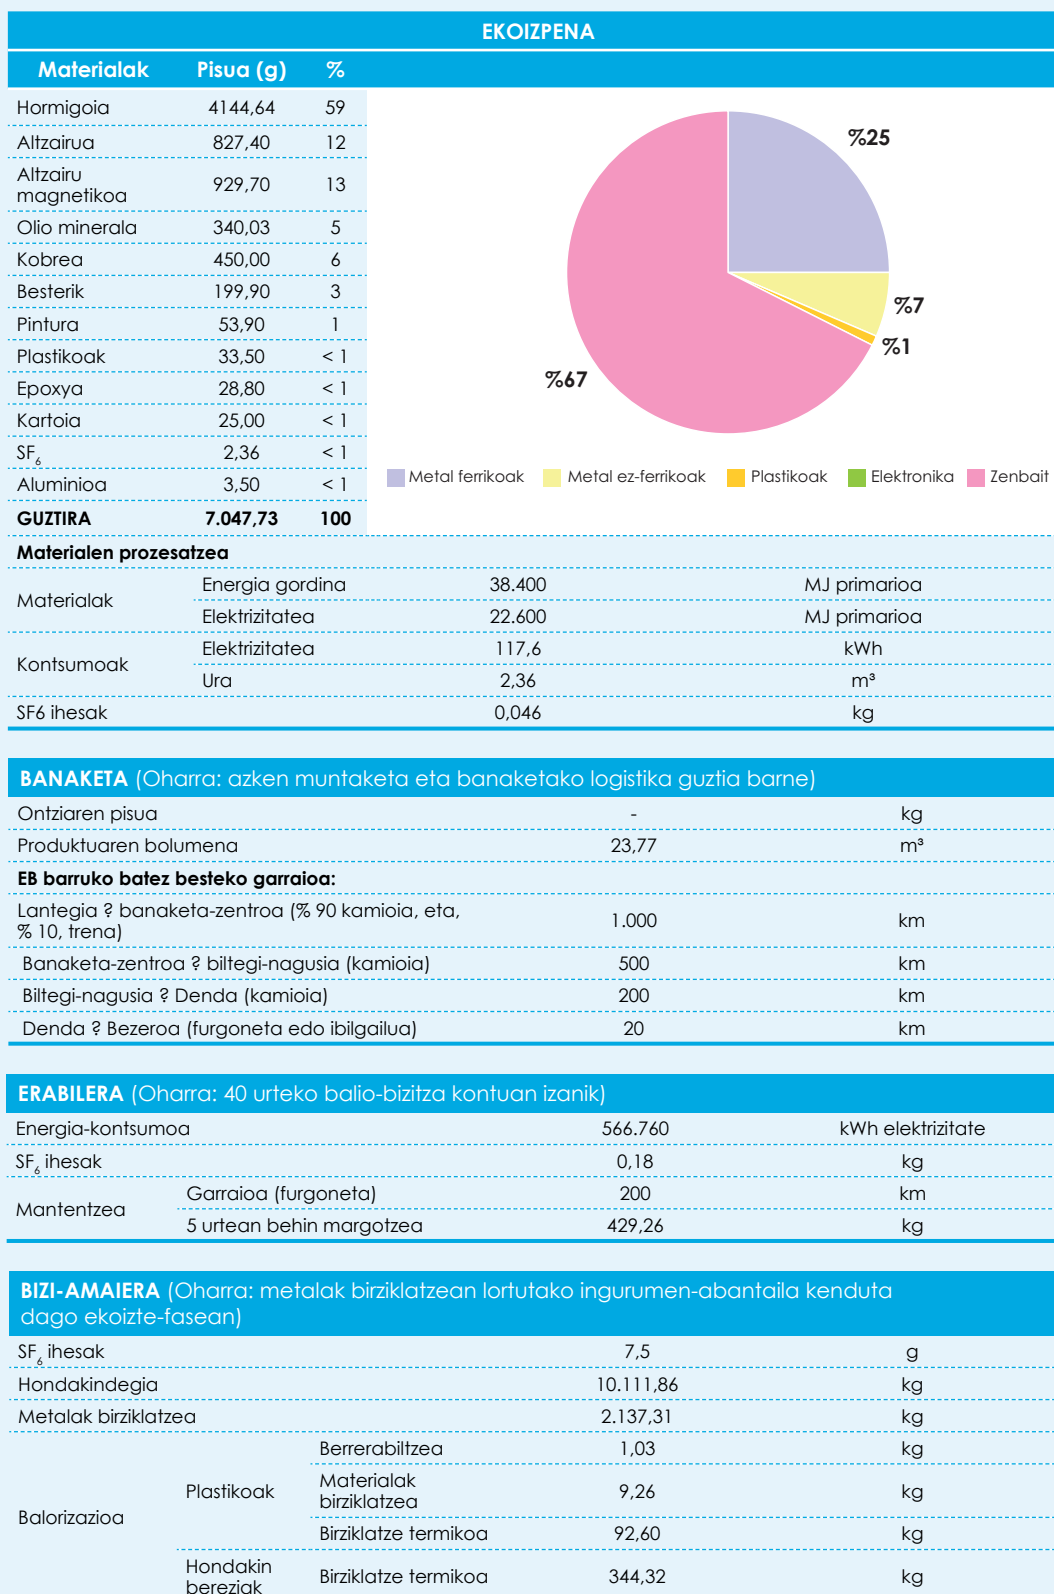 EKOIZPENA
Materialak Pisua (g) %
Hormigoia 4144,64 59
Altzairua 827,40 12
Altzairu
magnetikoa 929,70 13
Olio minerala 340,03 5
Kobrea 450,00 6
Besterik 199,90 3
Pintura 53,90 1
Plastikoak 33,50 < 1
Epoxya 28,80 < 1
Kartoia 25,00 < 1
SF₆ 2,36 < 1
Aluminioa 3,50 < 1
GUZTIRA 7.047,73 100
%25
%7
%1
%67
Metal ferrikoak Metal ez-ferrikoak Plastikoak Elektronika Zenbait
Materialen prozesatzea
Materialak
Energia gordina 38.400 MJ primarioa
Elektrizitatea 22.600 MJ primarioa
Kontsumoak
Elektrizitatea 117,6 kWh
Ura 2,36 m³
SF6 ihesak 0,046 kg
BANAKETA (Oharra: azken muntaketa eta banaketako logistika guztia barne)
Ontziaren pisua - kg
Produktuaren bolumena 23,77 m³
EB barruko batez besteko garraioa:
Lantegia ? banaketa-zentroa (% 90 kamioia, eta,
% 10, trena) 1.000 km
Banaketa-zentroa ? biltegi-nagusia (kamioia) 500 km
Biltegi-nagusia ? Denda (kamioia) 200 km
Denda ? Bezeroa (furgoneta edo ibilgailua) 20 km
ERABILERA (Oharra: 40 urteko balio-bizitza kontuan izanik)
Energia-kontsumoa 566.760 kWh elektrizitate
SF₆ ihesak 0,18 kg
Mantentzea
Garraioa (furgoneta) 200 km
5 urtean behin margotzea 429,26 kg
BIZI-AMAIERA (Oharra: metalak birziklatzean lortutako ingurumen-abantaila kenduta
dago ekoizte-fasean)
SF₆ ihesak 7,5 g
Hondakindegia 10.111,86 kg
Metalak birziklatzea 2.137,31 kg
Balorizazioa
Plastikoak
Berrerabiltzea 1,03 kg
Materialak
birziklatzea 9,26 kg
Birziklatze termikoa 92,60 kg
Hondakin
bereziak Birziklatze termikoa 344,32 kg